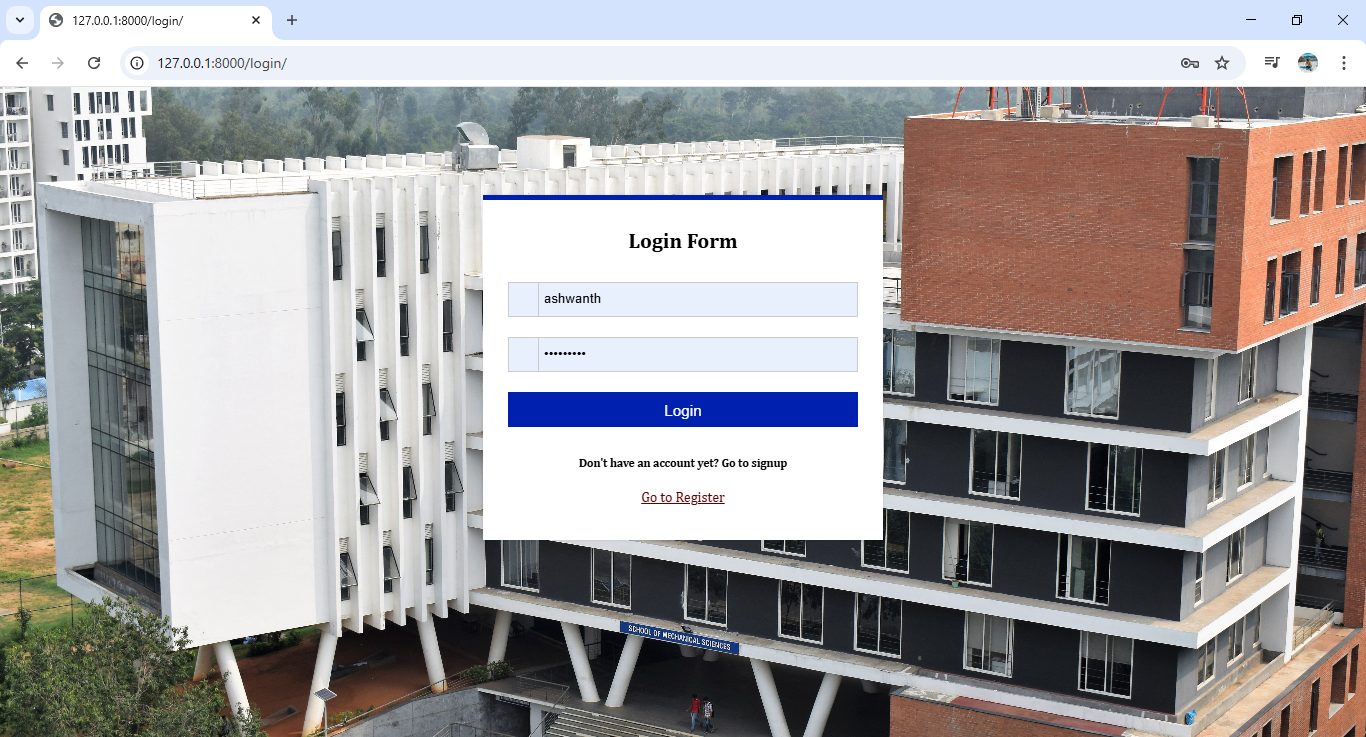 127.0.0.1:8000/login/
127.0.0.1:8000/login/
Login Form
ashwanth
•••••••••
Login
Don't have an account yet? Go to signup
Go to Register
SCHOOL OF MECHANICAL SCIENCES